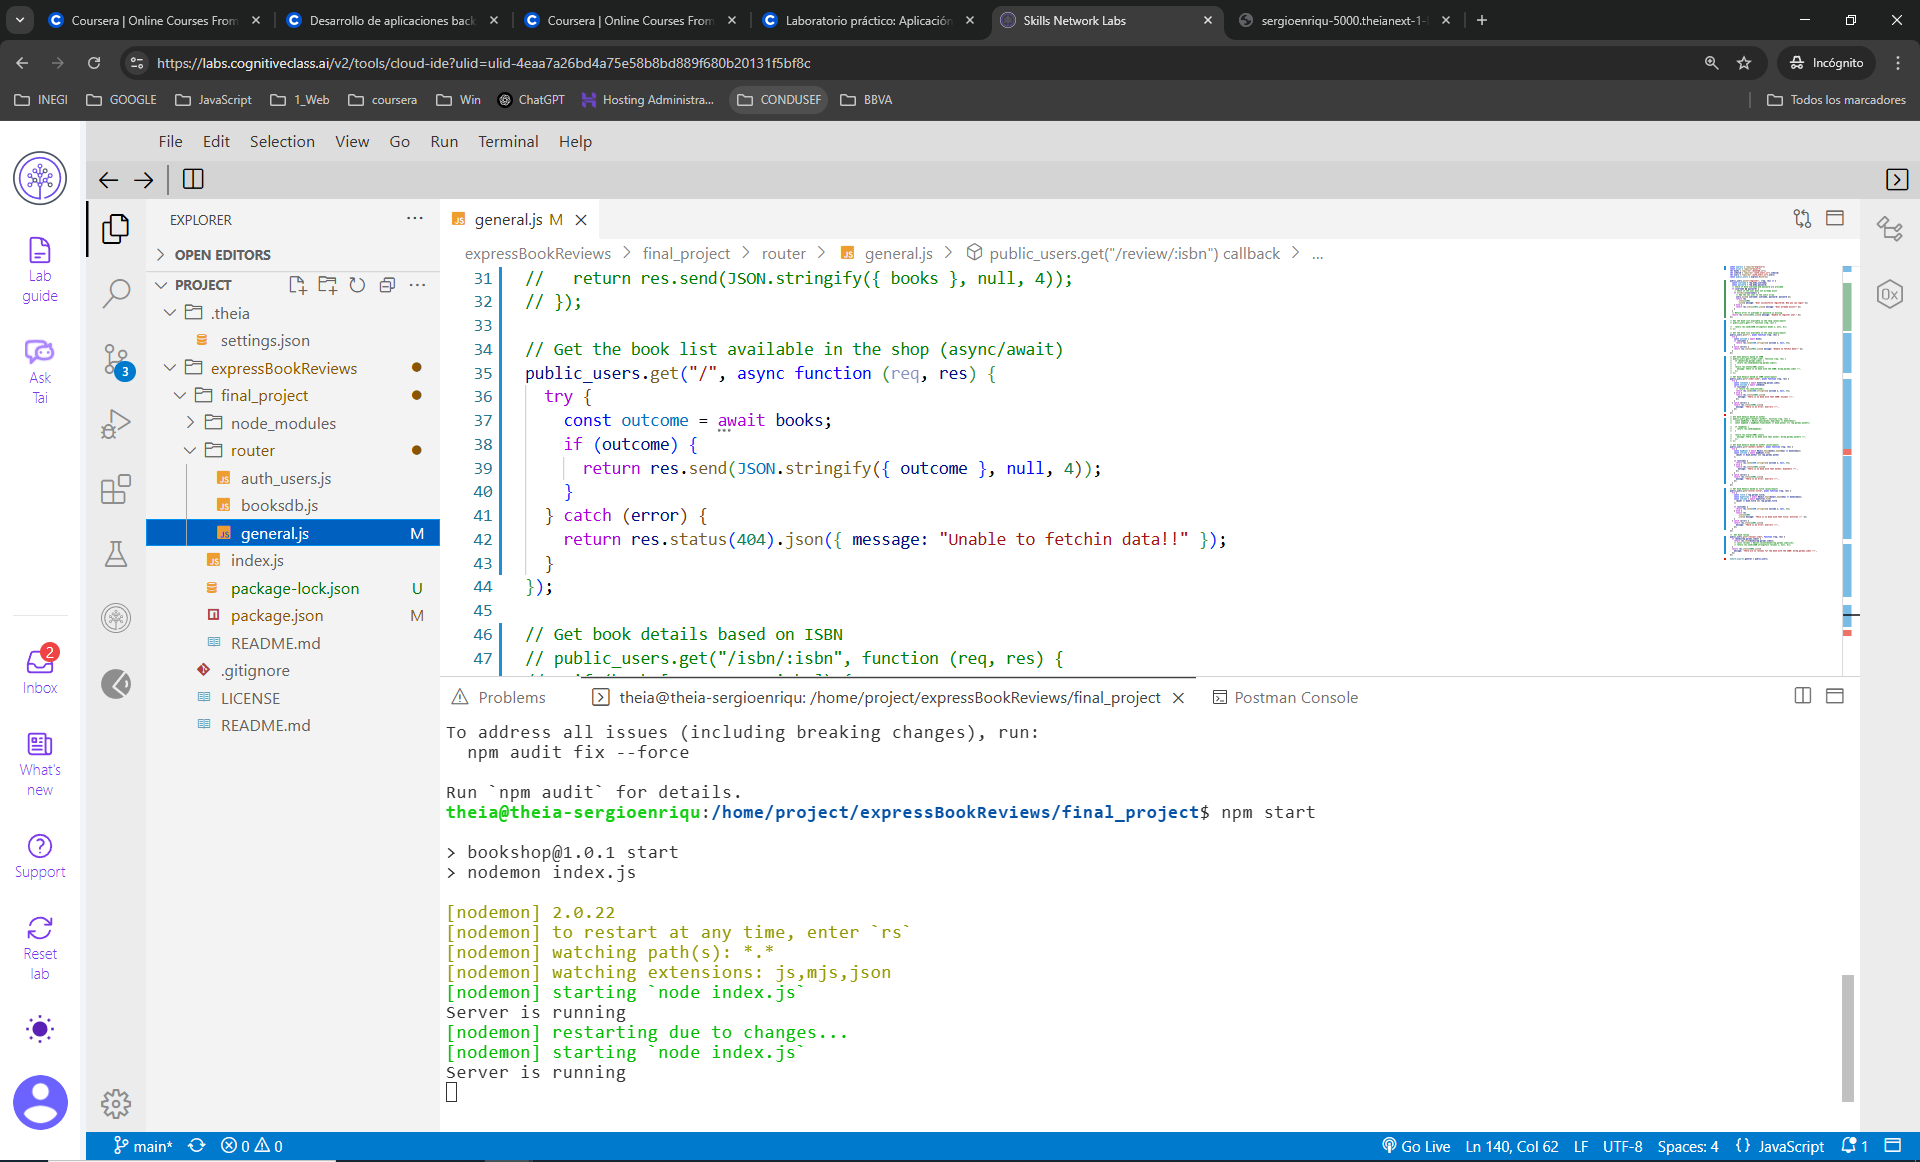 Coursera | Online Courses From
Desarrollo de aplicaciones back
Coursera | Online Courses From
Laboratorio práctico: Aplicación
Skills Network Labs
sergioenriqu-5000.theianext-1-
https://labs.cognitiveclass.ai/v2/tools/cloud-ide?ulid=ulid-4eaa7a26bd4a75e58b8bd889f680b20131f5bf8c
Incógnito
INEGI
GOOGLE
JavaScript
1_Web
coursera
Win
ChatGPT
Hosting Administra...
CONDUSEF
BBVA
Todos los marcadores
File Edit Selection View Go Run Terminal Help
Lab guide
Ask Tai
2
Inbox
What's new
Support
Reset lab
3
EXPLORER
OPEN EDITORS
PROJECT
.theia
settings.json
expressBookReviews
final_project
node_modules
router
auth_users.js
booksdb.js
general.js M
index.js
package-lock.json U
package.json M
README.md
.gitignore
LICENSE
README.md
general.js M
expressBookReviews > final_project > router > general.js > public_users.get("/review/:isbn") callback > ...
31 //   return res.send(JSON.stringify({ books }, null, 4));
32 // });
33
34 // Get the book list available in the shop (async/await)
35 public_users.get("/", async function (req, res) {
36   try {
37     const outcome = await books;
38     if (outcome) {
39       return res.send(JSON.stringify({ outcome }, null, 4));
40     }
41   } catch (error) {
42     return res.status(404).json({ message: "Unable to fetchin data!!" });
43   }
44 });
45
46 // Get book details based on ISBN
47 // public_users.get("/isbn/:isbn", function (req, res) {
Problems
theia@theia-sergioenriqu: /home/project/expressBookReviews/final_project
Postman Console
To address all issues (including breaking changes), run:
  npm audit fix --force
Run `npm audit` for details.
theia@theia-sergioenriqu:/home/project/expressBookReviews/final_project$ npm start
> bookshop@1.0.1 start
> nodemon index.js
[nodemon] 2.0.22
[nodemon] to restart at any time, enter `rs`
[nodemon] watching path(s): *.*
[nodemon] watching extensions: js,mjs,json
[nodemon] starting `node index.js`
Server is running
[nodemon] restarting due to changes...
[nodemon] starting `node index.js`
Server is running
main*
0 0
Go Live
Ln 140, Col 62
LF
UTF-8
Spaces: 4
JavaScript
1